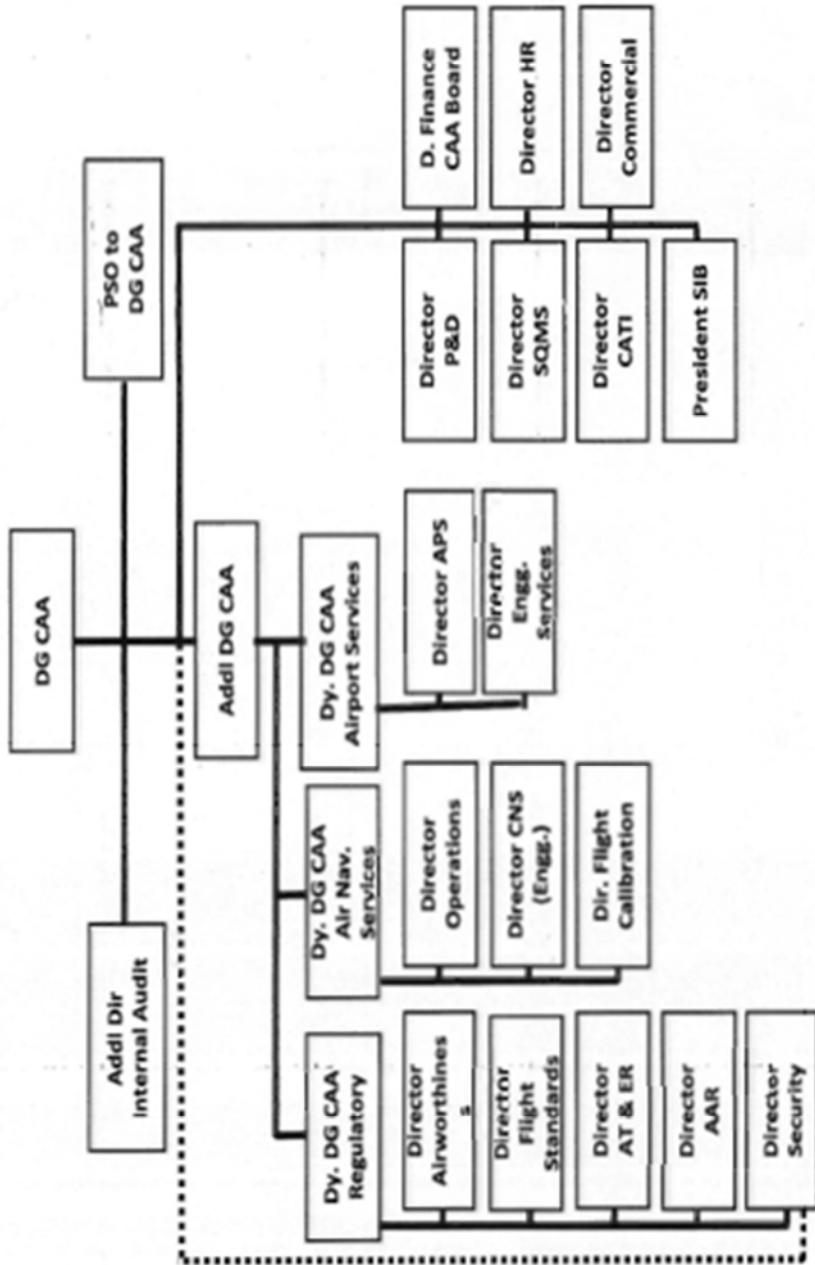 DG CAA
Addl Dir
Internal Audit
PSO to
DG CAA
Addl DG CAA
Dy. DG CAA
Regulatory
Dy. DG CAA
Air Nav.
Services
Dy. DG CAA
Airport Services
Director
Airworthines
s
Director
Flight
Standards
Director
AT & ER
Director
AAR
Director
Security
Director
Operations
Director CNS
(Engg.)
Dir. Flight
Calibration
Director APS
Director
Engg.
Services
Director
P&D
D. Finance
CAA Board
Director
SQMS
Director HR
Director
CATI
Director
Commercial
President SIB